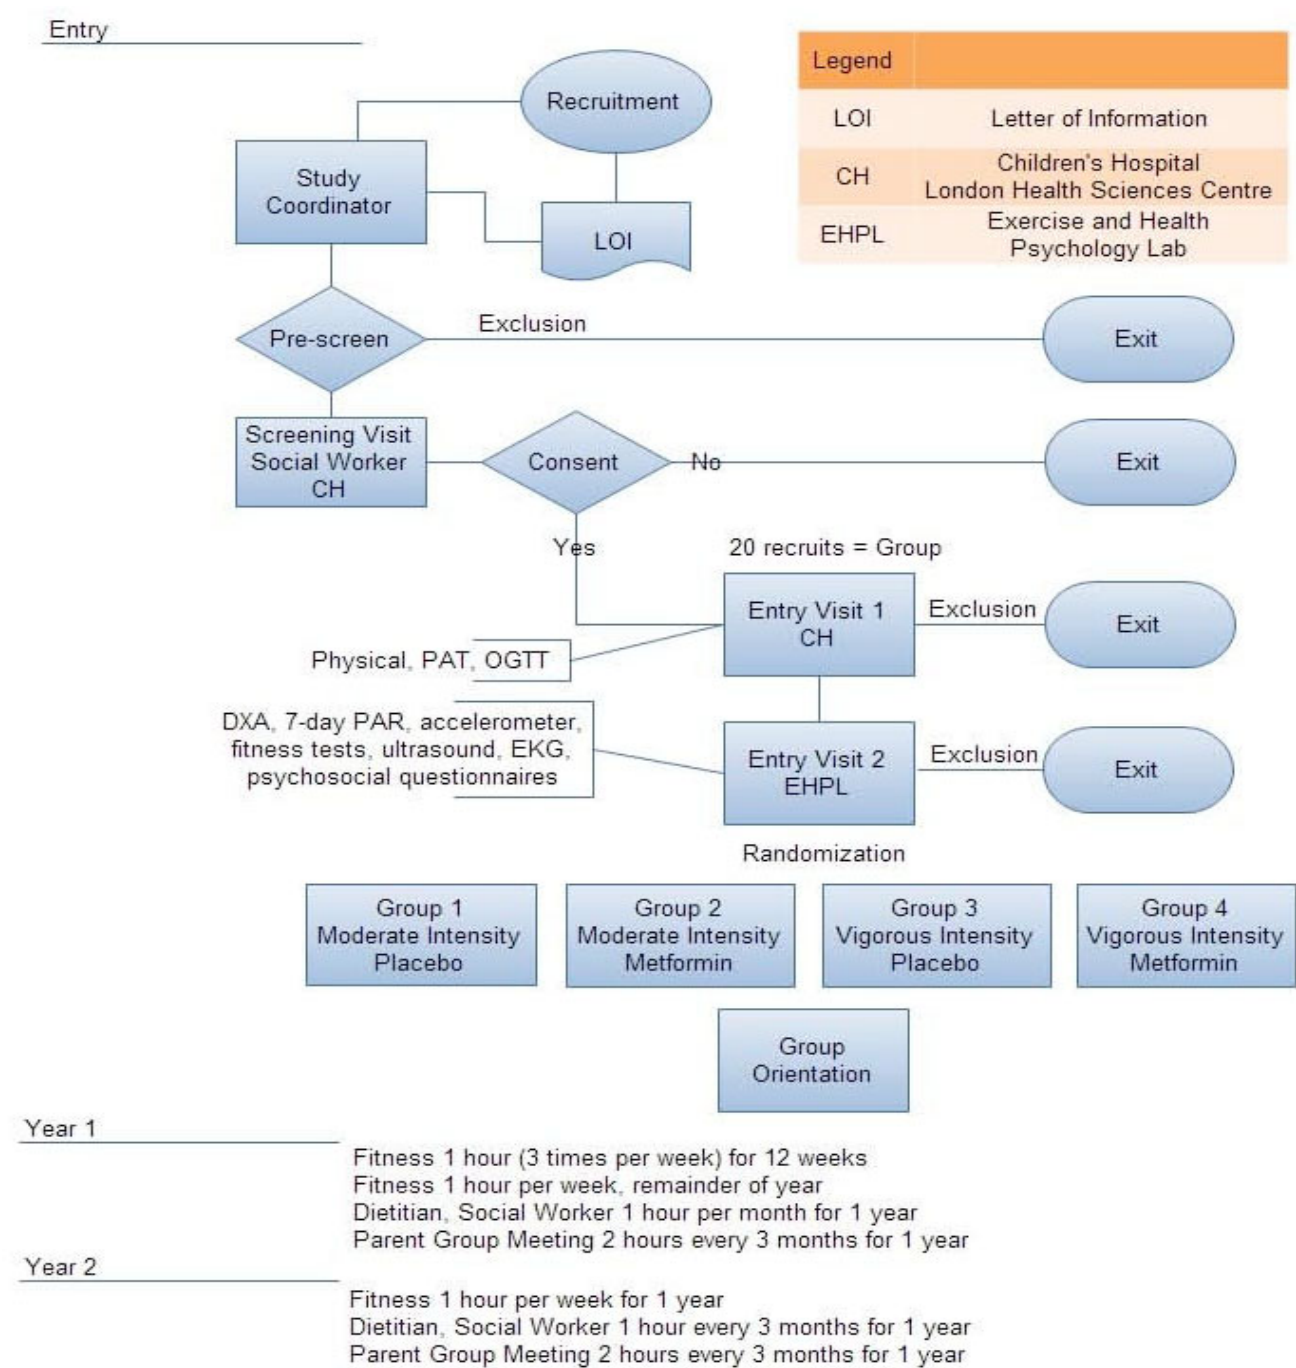 Entry
Recruitment
Study
Coordinator
LOI
Legend
LOI Letter of Information
CH Children's Hospital
London Health Sciences Centre
EHPL Exercise and Health
Psychology Lab
Pre-screen
Exclusion
Exit
Screening Visit
Social Worker
CH
Consent
No
Exit
Yes
20 recruits = Group
Entry Visit 1
CH
Exclusion
Exit
Physical, PAT, OGTT
DXA, 7-day PAR, accelerometer,
fitness tests, ultrasound, EKG,
psychosocial questionnaires
Entry Visit 2
EHPL
Exclusion
Exit
Randomization
Group 1
Moderate Intensity
Placebo
Group 2
Moderate Intensity
Metformin
Group 3
Vigorous Intensity
Placebo
Group 4
Vigorous Intensity
Metformin
Group
Orientation
Year 1
Fitness 1 hour (3 times per week) for 12 weeks
Fitness 1 hour per week, remainder of year
Dietitian, Social Worker 1 hour per month for 1 year
Parent Group Meeting 2 hours every 3 months for 1 year
Year 2
Fitness 1 hour per week for 1 year
Dietitian, Social Worker 1 hour every 3 months for 1 year
Parent Group Meeting 2 hours every 3 months for 1 year